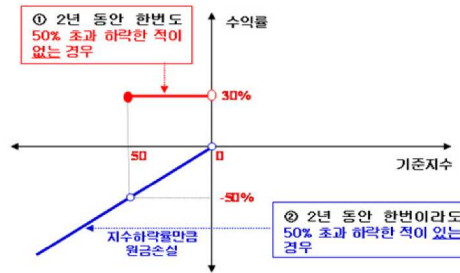 ① 2년 동안 한번도
50% 초과 하락한 적이
없는 경우
수익률
30%
50
0
기준지수
-50%
지수하락률만큼
원금손실
② 2년 동안 한번이라도
50% 초과 하락한 적이 있는
경우